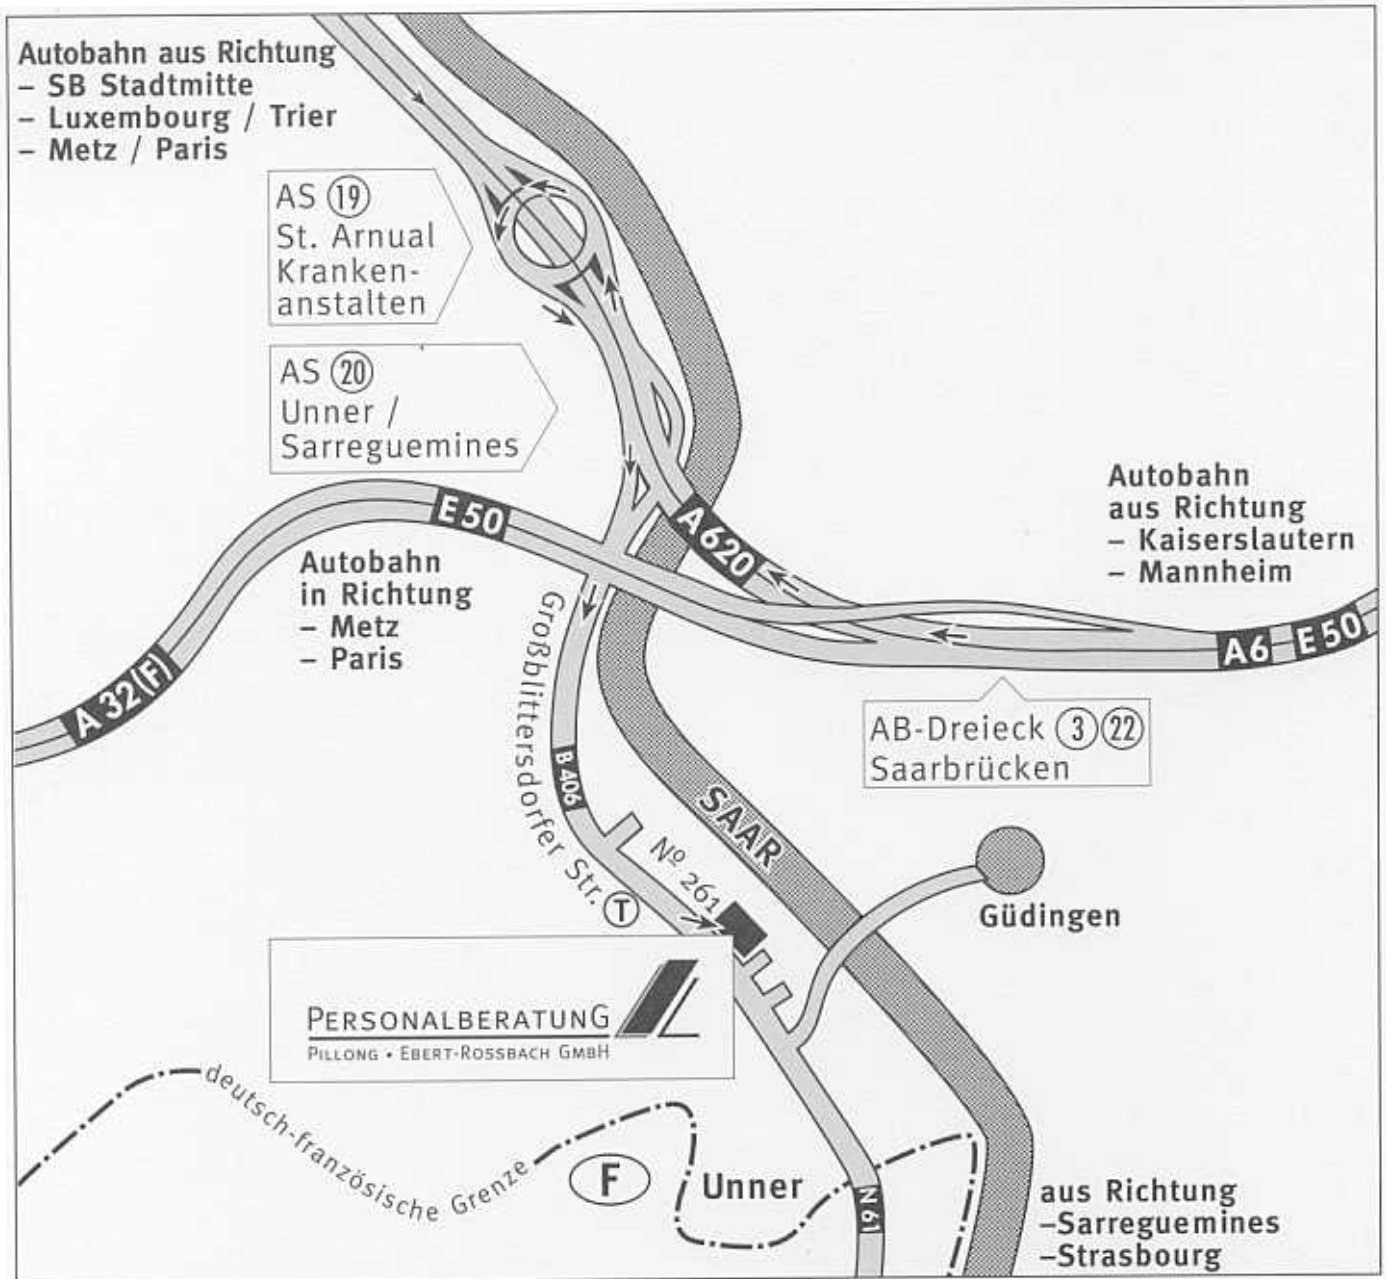 Autobahn aus Richtung
– SB Stadtmitte
– Luxembourg / Trier
– Metz / Paris
AS 19
St. Arnual
Kranken-
anstalten
AS 20
Unner /
Sarreguemines
E 50
A 620
Autobahn
aus Richtung
– Kaiserslautern
– Mannheim
Autobahn
in Richtung
– Metz
– Paris
A 32(F)
A6
E 50
AB-Dreieck 3 22
Saarbrücken
Großblittersdorfer Str.
B 406
SAAR
Nº 261
T
Güdingen
PERSONALBERATUNG
PILLONG • EBERT-ROSSBACH GMBH
deutsch-französische Grenze
F
Unner
N 61
aus Richtung
–Sarreguemines
–Strasbourg